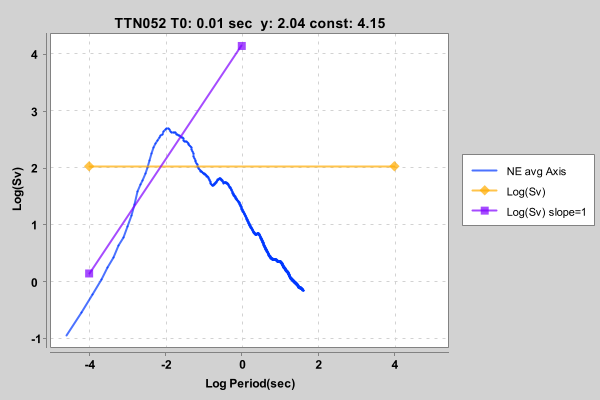 TTN052 T0: 0.01 sec  y: 2.04 const: 4.15
4
3
2
1
0
-1
Log(Sv)
-4
-2
0
2
4
Log Period(sec)
NE avg Axis
Log(Sv)
Log(Sv) slope=1